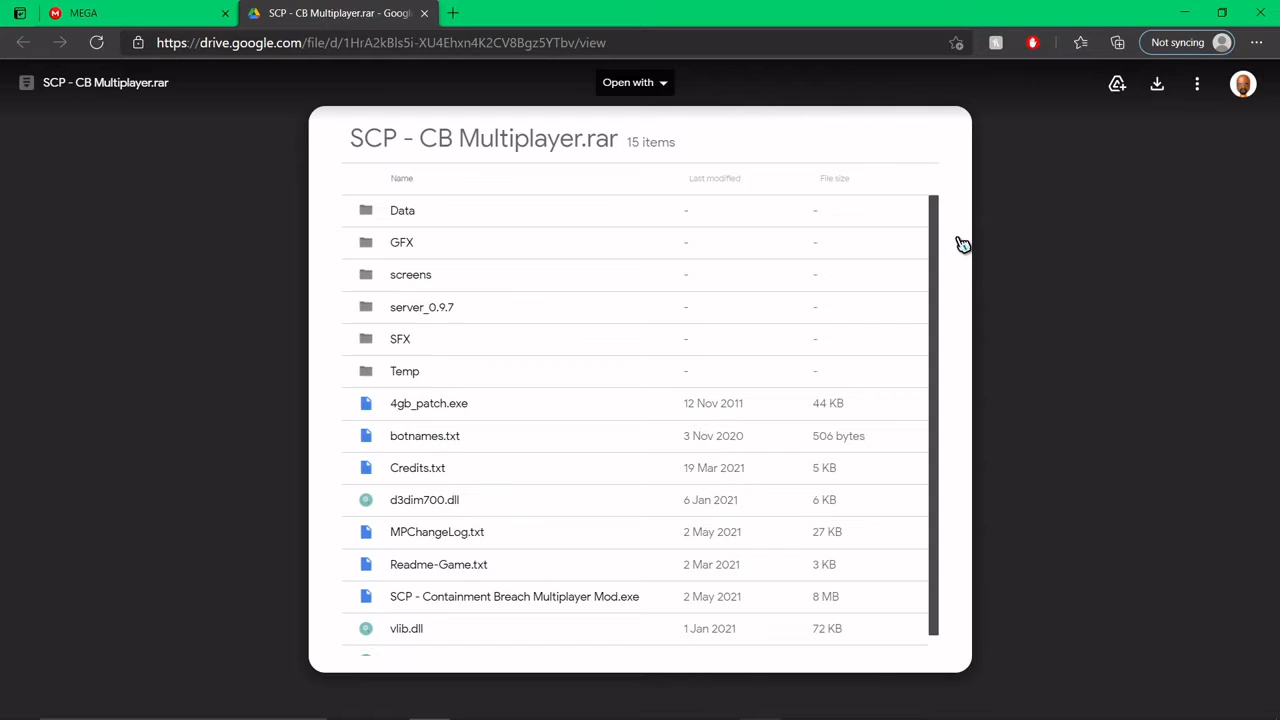 MEGA
SCP - CB Multiplayer.rar - Googl
https://drive.google.com/file/d/1HrA2kBls5i-XU4Ehxn4K2CV8Bgz5YTbv/view
Not syncing
SCP - CB Multiplayer.rar
Open with
SCP - CB Multiplayer.rar 15 items
Name Last modified File size
Data - -
GFX - -
screens - -
server_0.9.7 - -
SFX - -
Temp - -
4gb_patch.exe 12 Nov 2011 44 KB
botnames.txt 3 Nov 2020 506 bytes
Credits.txt 19 Mar 2021 5 KB
d3dim700.dll 6 Jan 2021 6 KB
MPChangeLog.txt 2 May 2021 27 KB
Readme-Game.txt 2 Mar 2021 3 KB
SCP - Containment Breach Multiplayer Mod.exe 2 May 2021 8 MB
vlib.dll 1 Jan 2021 72 KB